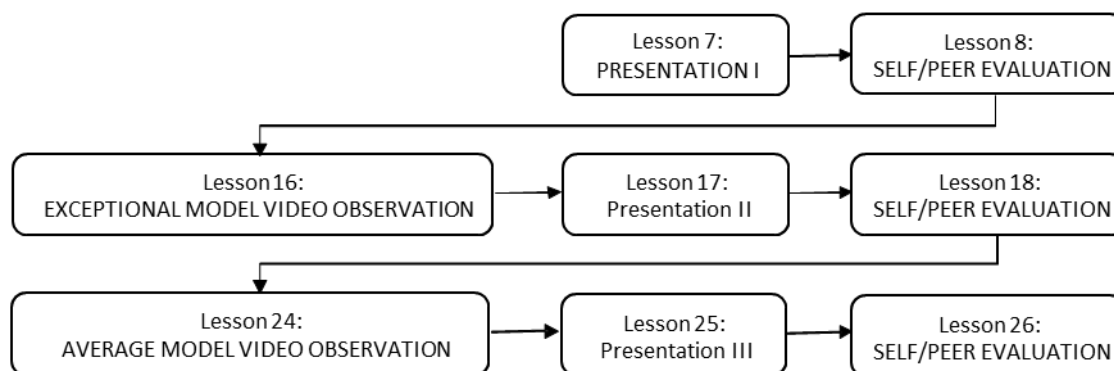 Lesson 7:
PRESENTATION I
Lesson 8:
SELF/PEER EVALUATION
Lesson 16:
EXCEPTIONAL MODEL VIDEO OBSERVATION
Lesson 17:
Presentation II
Lesson 18:
SELF/PEER EVALUATION
Lesson 24:
AVERAGE MODEL VIDEO OBSERVATION
Lesson 25:
Presentation III
Lesson 26:
SELF/PEER EVALUATION